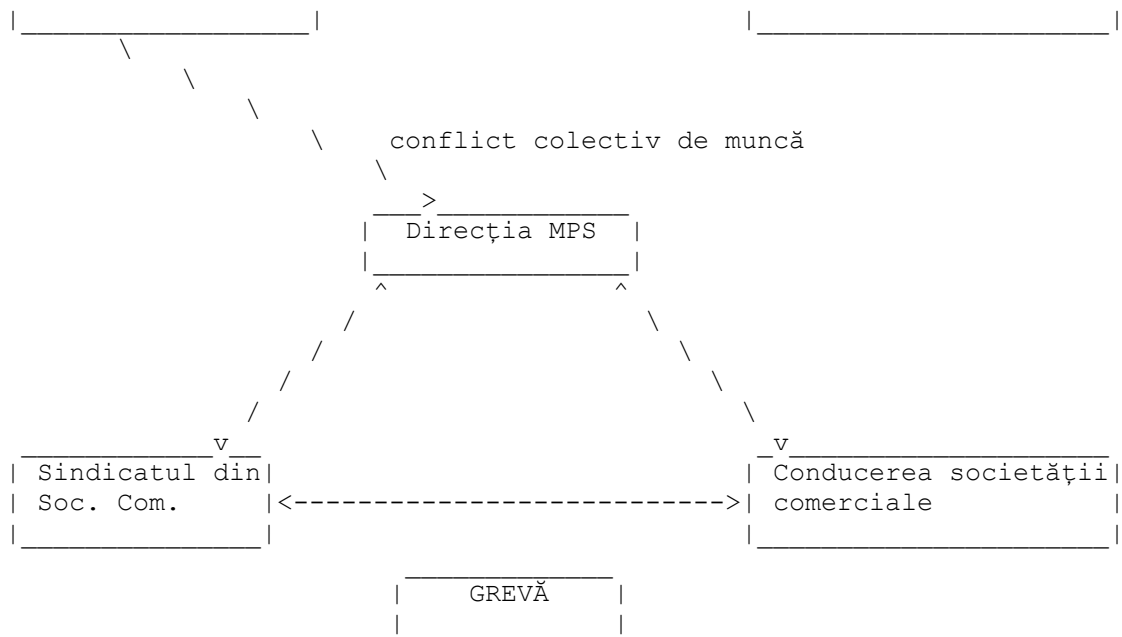 conflict colectiv de muncă
Direcția MPS
Sindicatul din
Soc. Com.
Conducerea societății
comerciale
GREVĂ